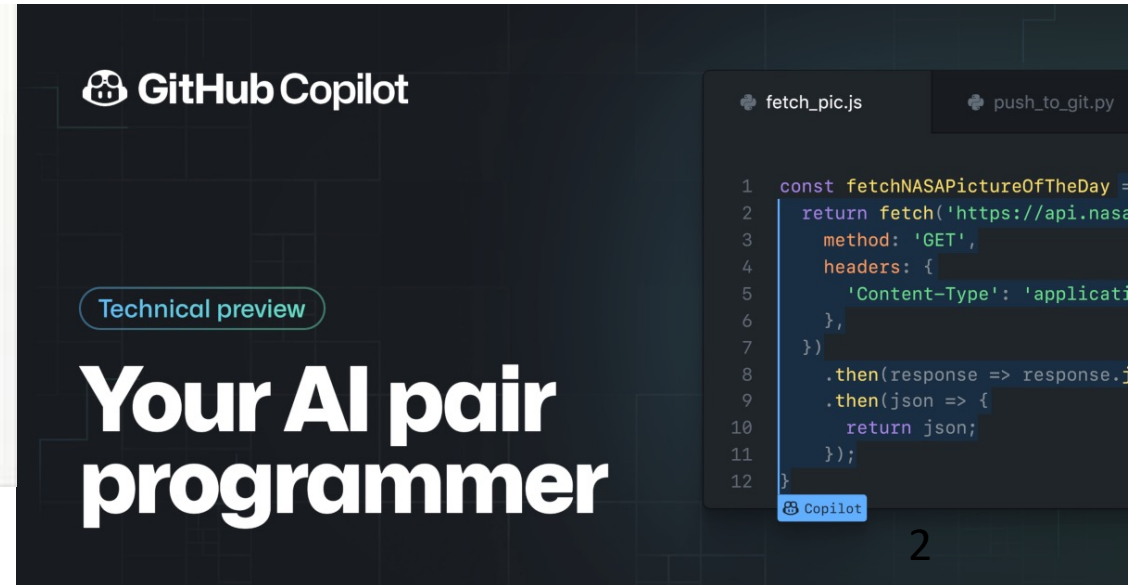 GitHub Copilot
Technical preview
Your AI pair
programmer
fetch_pic.js
push_to_git.py
1 const fetchNASAPictureOfTheDay =
2 return fetch('https://api.nasa
3 method: 'GET',
4 headers: {
5 'Content-Type': 'applicati
6 },
7 })
8 .then(response => response.j
9 .then(json => {
10 return json;
11 });
12 }
Copilot
2